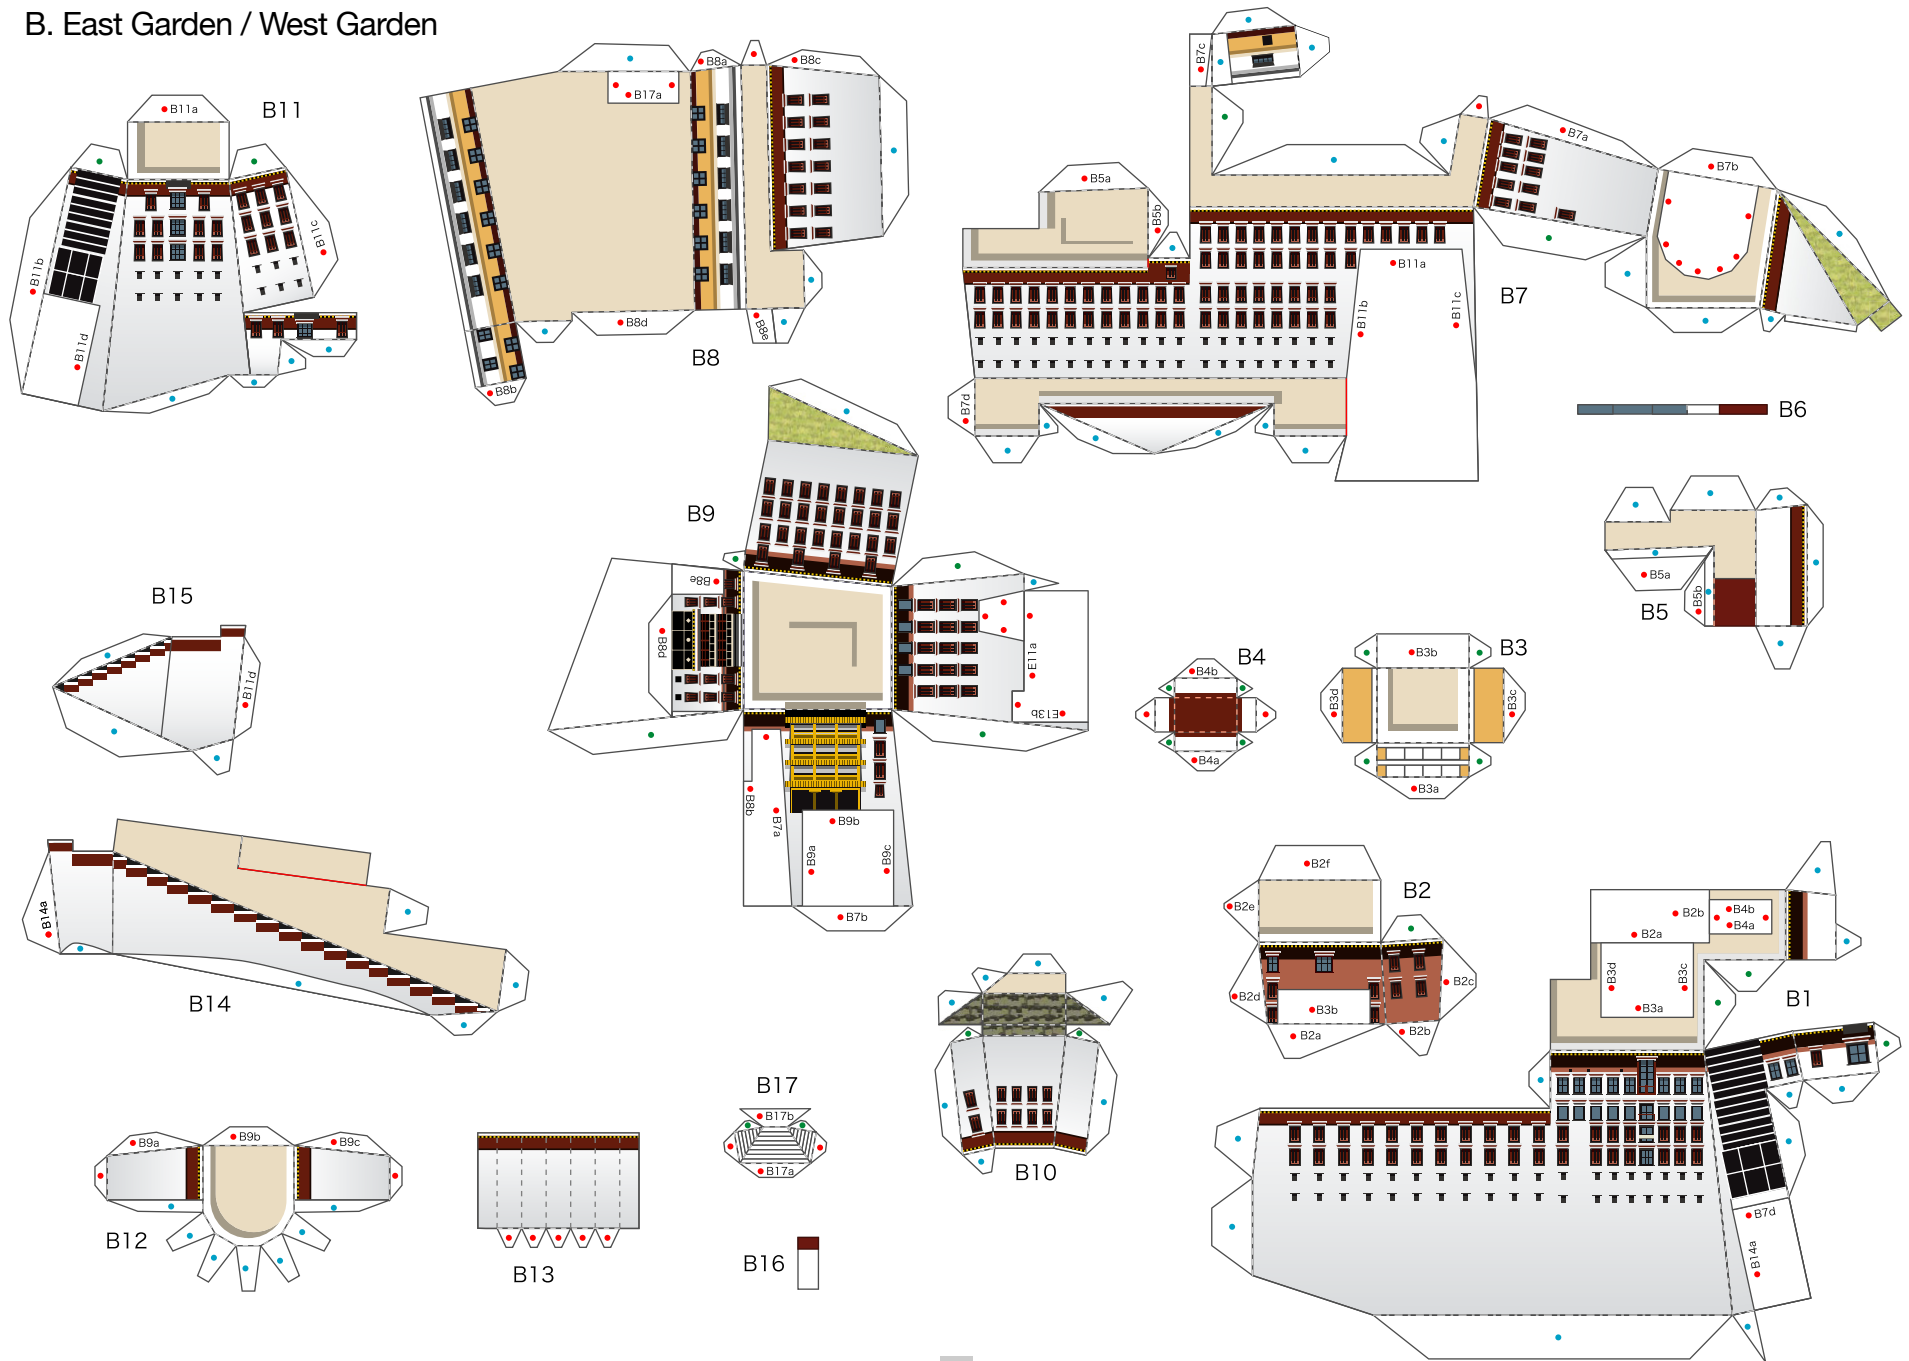 B. East Garden / West Garden
B11a
B11
B11b
B11c
B11d
B17a
B8a
B8c
B8d
B8e
B8b
B8
B7c
B5a
B5b
B7a
B7b
B11a
B11b
B11c
B7
B7d
B6
B9
B8e
B8d
E11a
E13b
B8b
B7a
B9b
B9a
B9c
B7b
B5a
B5b
B5
B15
B11d
B4
B4b
B4a
B3
B3b
B3d
B3c
B3a
B14a
B14
B2f
B2
B2e
B2d
B2c
B3b
B2a
B2b
B2b
B4b
B4a
B2a
B3d
B3c
B3a
B1
B7d
B14a
B10
B17
B17b
B17a
B9a
B9b
B9c
B12
B13
B16